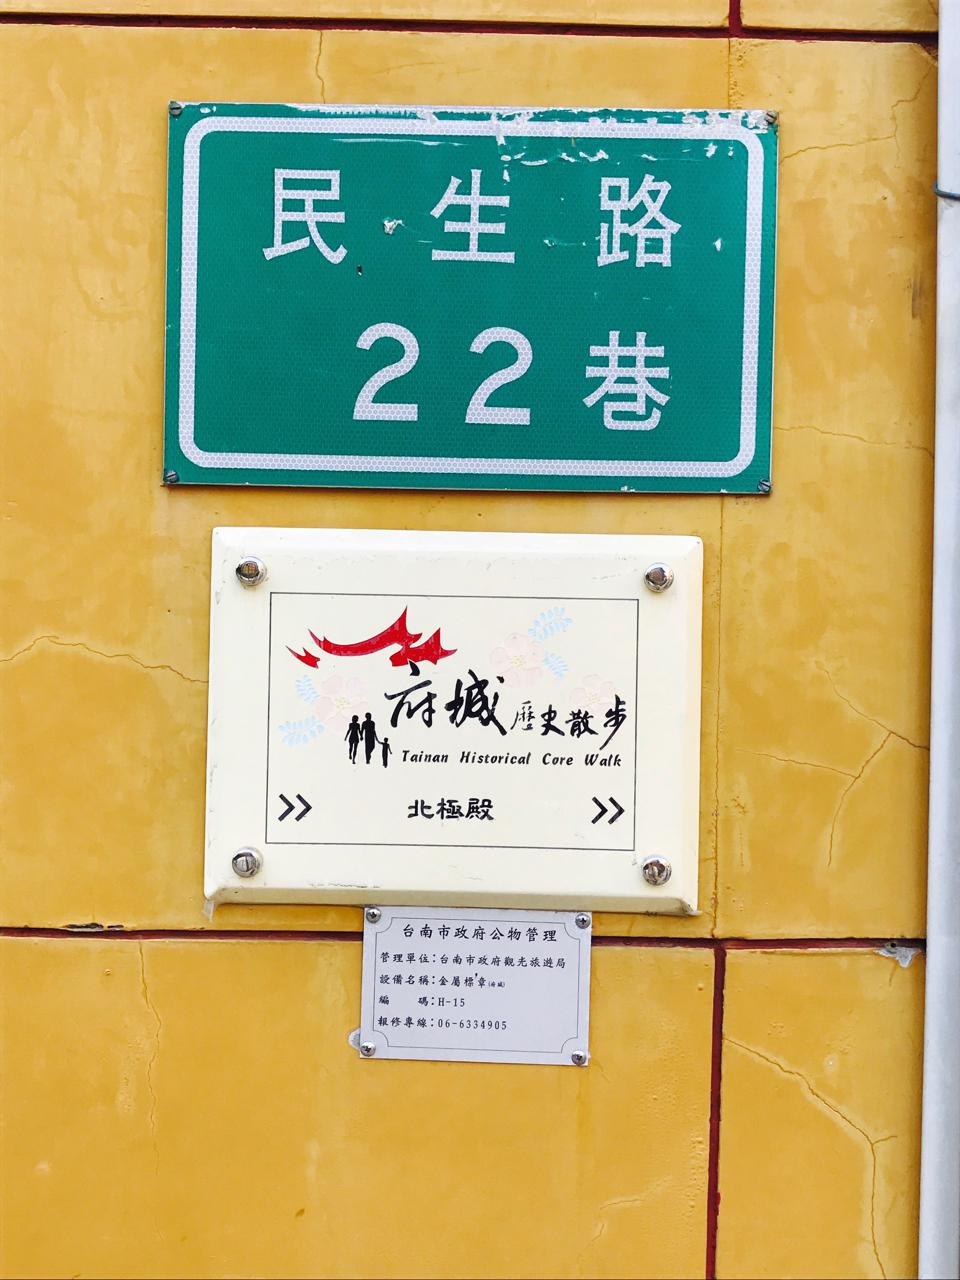 民生路
22巷
府城歷史散步
Tainan Historical Core Walk
>> 北極殿 >>
台南市政府公物管理
管理單位：台南市政府觀光旅遊局
設備名稱：金屬標章(府城)
編 碼：H-15
報修專線：06-6334905